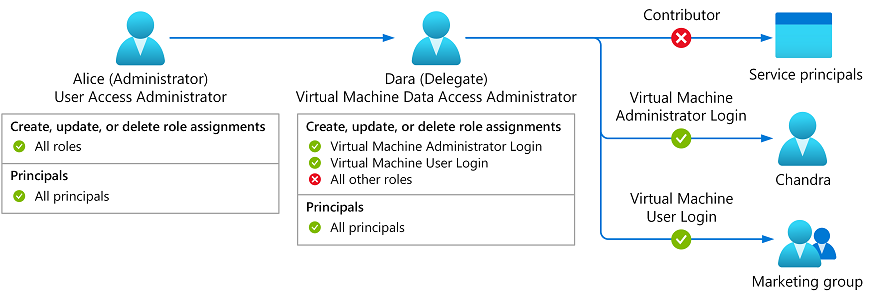 Alice (Administrator)
User Access Administrator
Create, update, or delete role assignments
All roles
Principals
All principals
Dara (Delegate)
Virtual Machine Data Access Administrator
Create, update, or delete role assignments
Virtual Machine Administrator Login
Virtual Machine User Login
All other roles
Principals
All principals
Contributor
Service principals
Virtual Machine
Administrator Login
Chandra
Virtual Machine
User Login
Marketing group